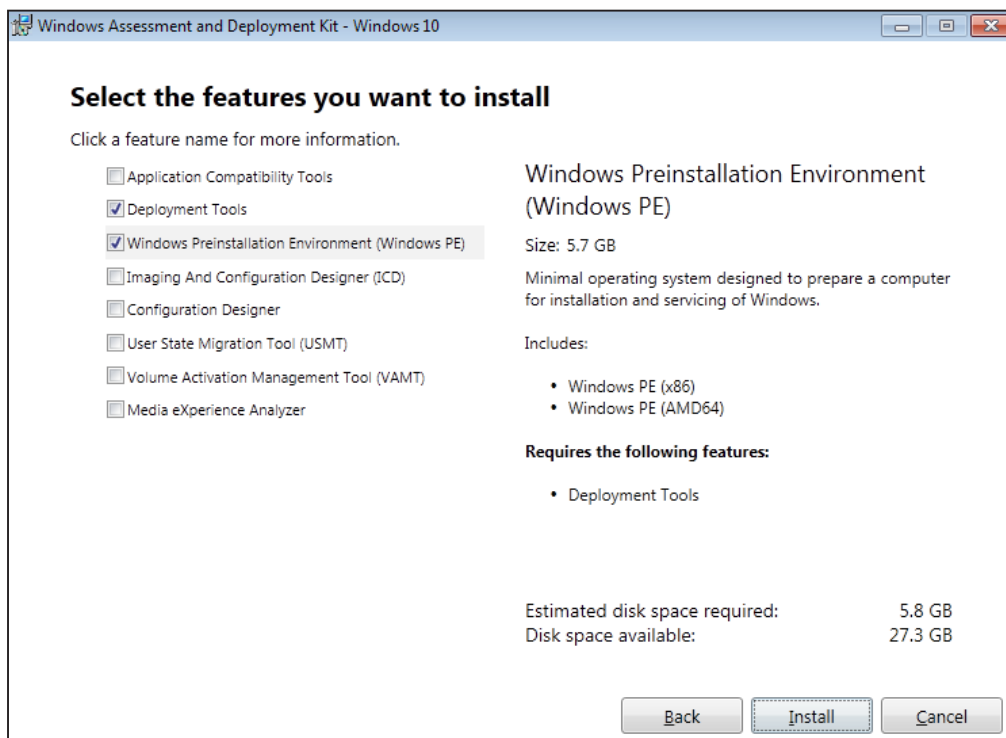 Windows Assessment and Deployment Kit - Windows 10
Select the features you want to install
Click a feature name for more information.
Application Compatibility Tools
Deployment Tools
Windows Preinstallation Environment (Windows PE)
Imaging And Configuration Designer (ICD)
Configuration Designer
User State Migration Tool (USMT)
Volume Activation Management Tool (VAMT)
Media eXperience Analyzer
Windows Preinstallation Environment
(Windows PE)
Size: 5.7 GB
Minimal operating system designed to prepare a computer
for installation and servicing of Windows.
Includes:
• Windows PE (x86)
• Windows PE (AMD64)
Requires the following features:
• Deployment Tools
Estimated disk space required: 5.8 GB
Disk space available: 27.3 GB
Back Install Cancel